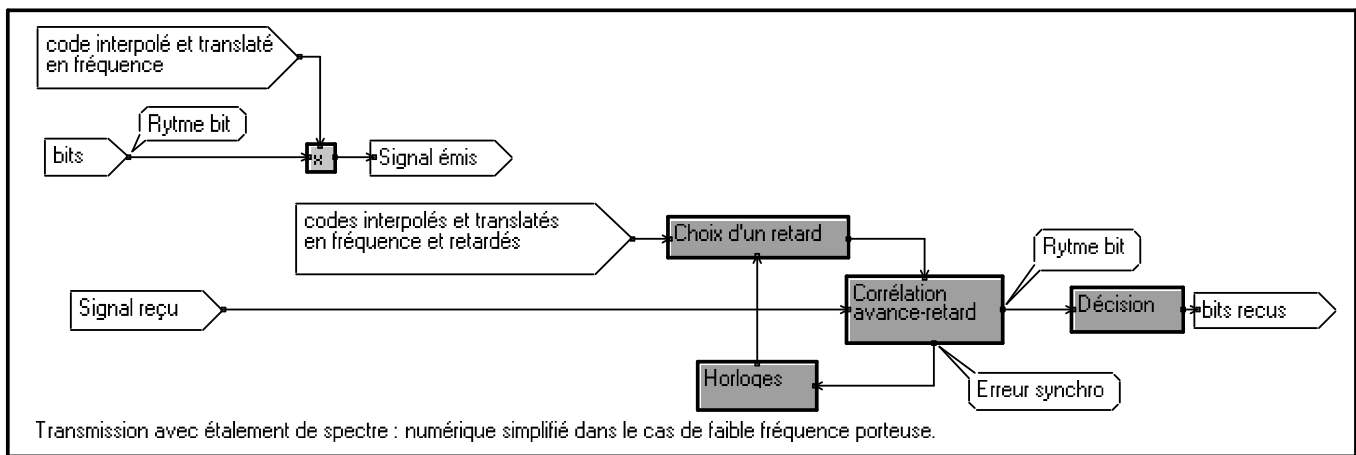 code interpolé et translaté
en fréquence
Rytme bit
bits
x
Signal émis
codes interpolés et translatés
en fréquence et retardés
Choix d'un retard
Rytme bit
Signal reçu
Corrélation
avance-retard
Décision
bits recus
Horloges
Erreur synchro
Transmission avec étalement de spectre : numérique simplifié dans le cas de faible fréquence porteuse.